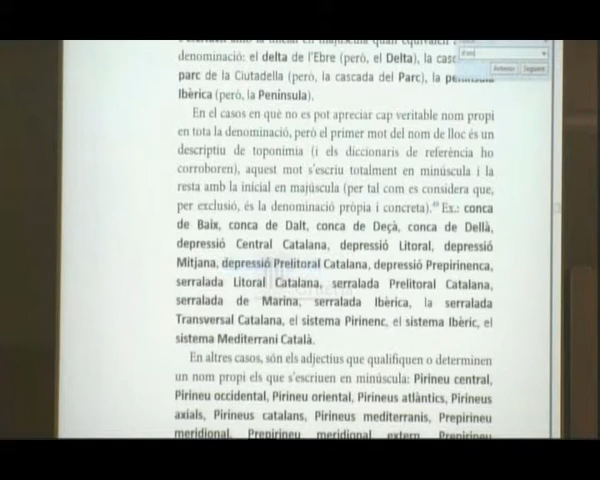 denominació: el delta de l'Ebre (però, el Delta), la casc
parc de la Ciutadella (però, la cascada del Parc), la península
Ibèrica (però, la Península).
En el casos en què no es pot apreciar cap veritable nom propi
en tota la denominació, però el primer mot del nom de lloc és un
descriptiu de toponímia (i els diccionaris de referència ho
corroboren), aquest mot s'escriu totalment en minúscula i la
resta amb la inicial en majúscula (per tal com es considera que,
per exclusió, és la denominació pròpia i concreta). Ex.: conca
de Baix, conca de Dalt, conca de Deçà, conca de Dellà,
depressió Central Catalana, depressió Litoral, depressió
Mitjana, depressió Prelitoral Catalana, depressió Prepirinenca,
serralada Litoral Catalana, serralada Prelitoral Catalana,
serralada de Marina, serralada Ibèrica, la serralada
Transversal Catalana, el sistema Pirinenc, el sistema Ibèric, el
sistema Mediterrani Català.
En altres casos, són els adjectius que qualifiquen o determinen
un nom propi els que s'escriuen en minúscula: Pirineu central,
Pirineu occidental, Pirineu oriental, Pirineus atlàntics, Pirineus
axials, Pirineus catalans, Pirineus mediterranis, Prepirineu
meridional, Prepirineu meridional extern, Prepirineu
Anterior Següent